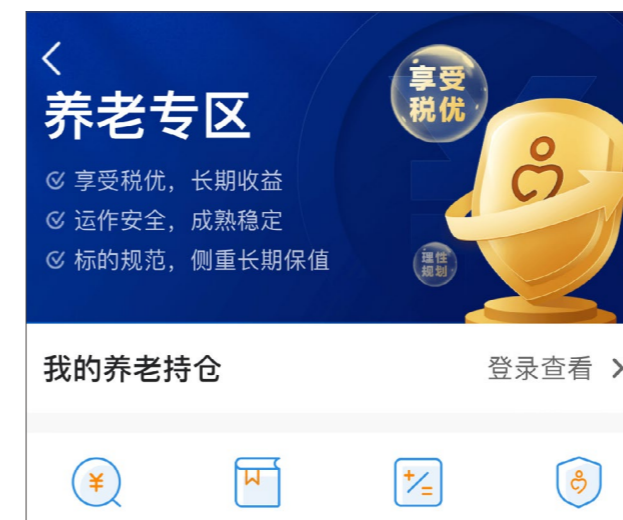 养老专区
享受税优，长期收益
运作安全，成熟稳定
标的规范，侧重长期保值
享受
税优
理性
规划
我的养老持仓
登录查看